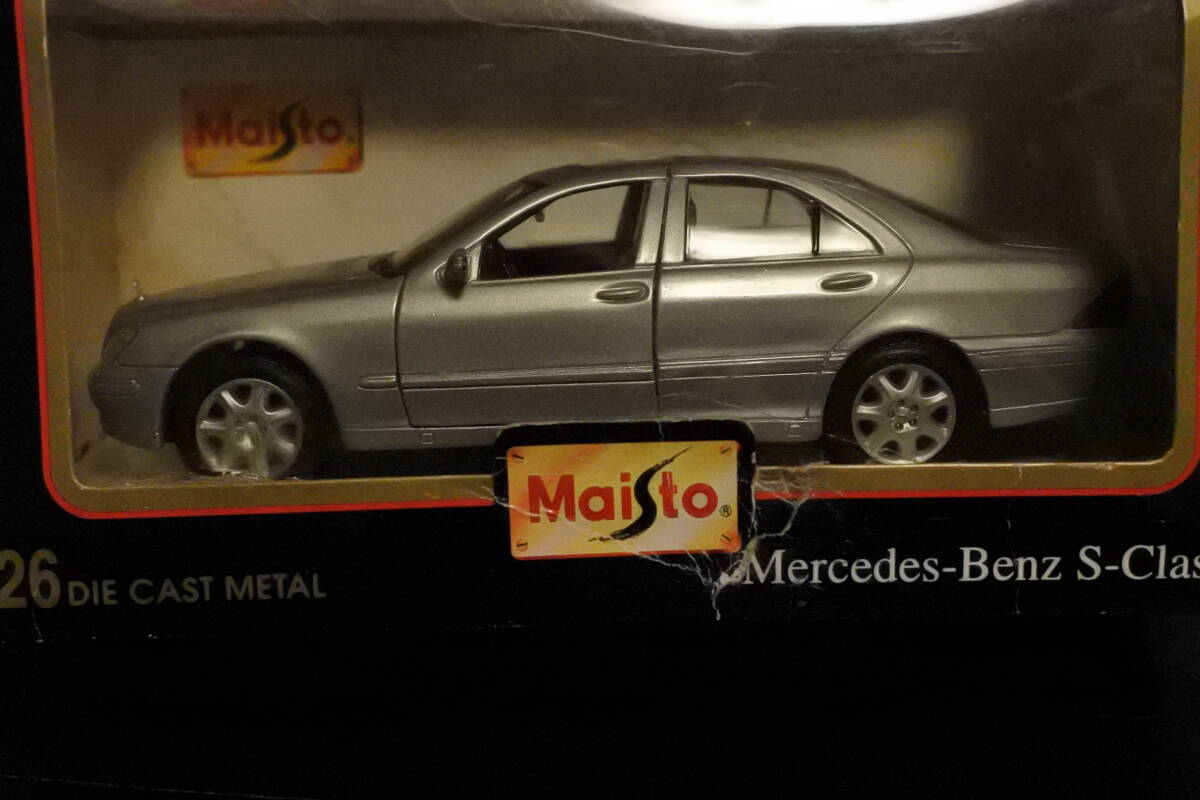 Maisto.
Maisto®
26 DIE CAST METAL
Mercedes-Benz S-Clas